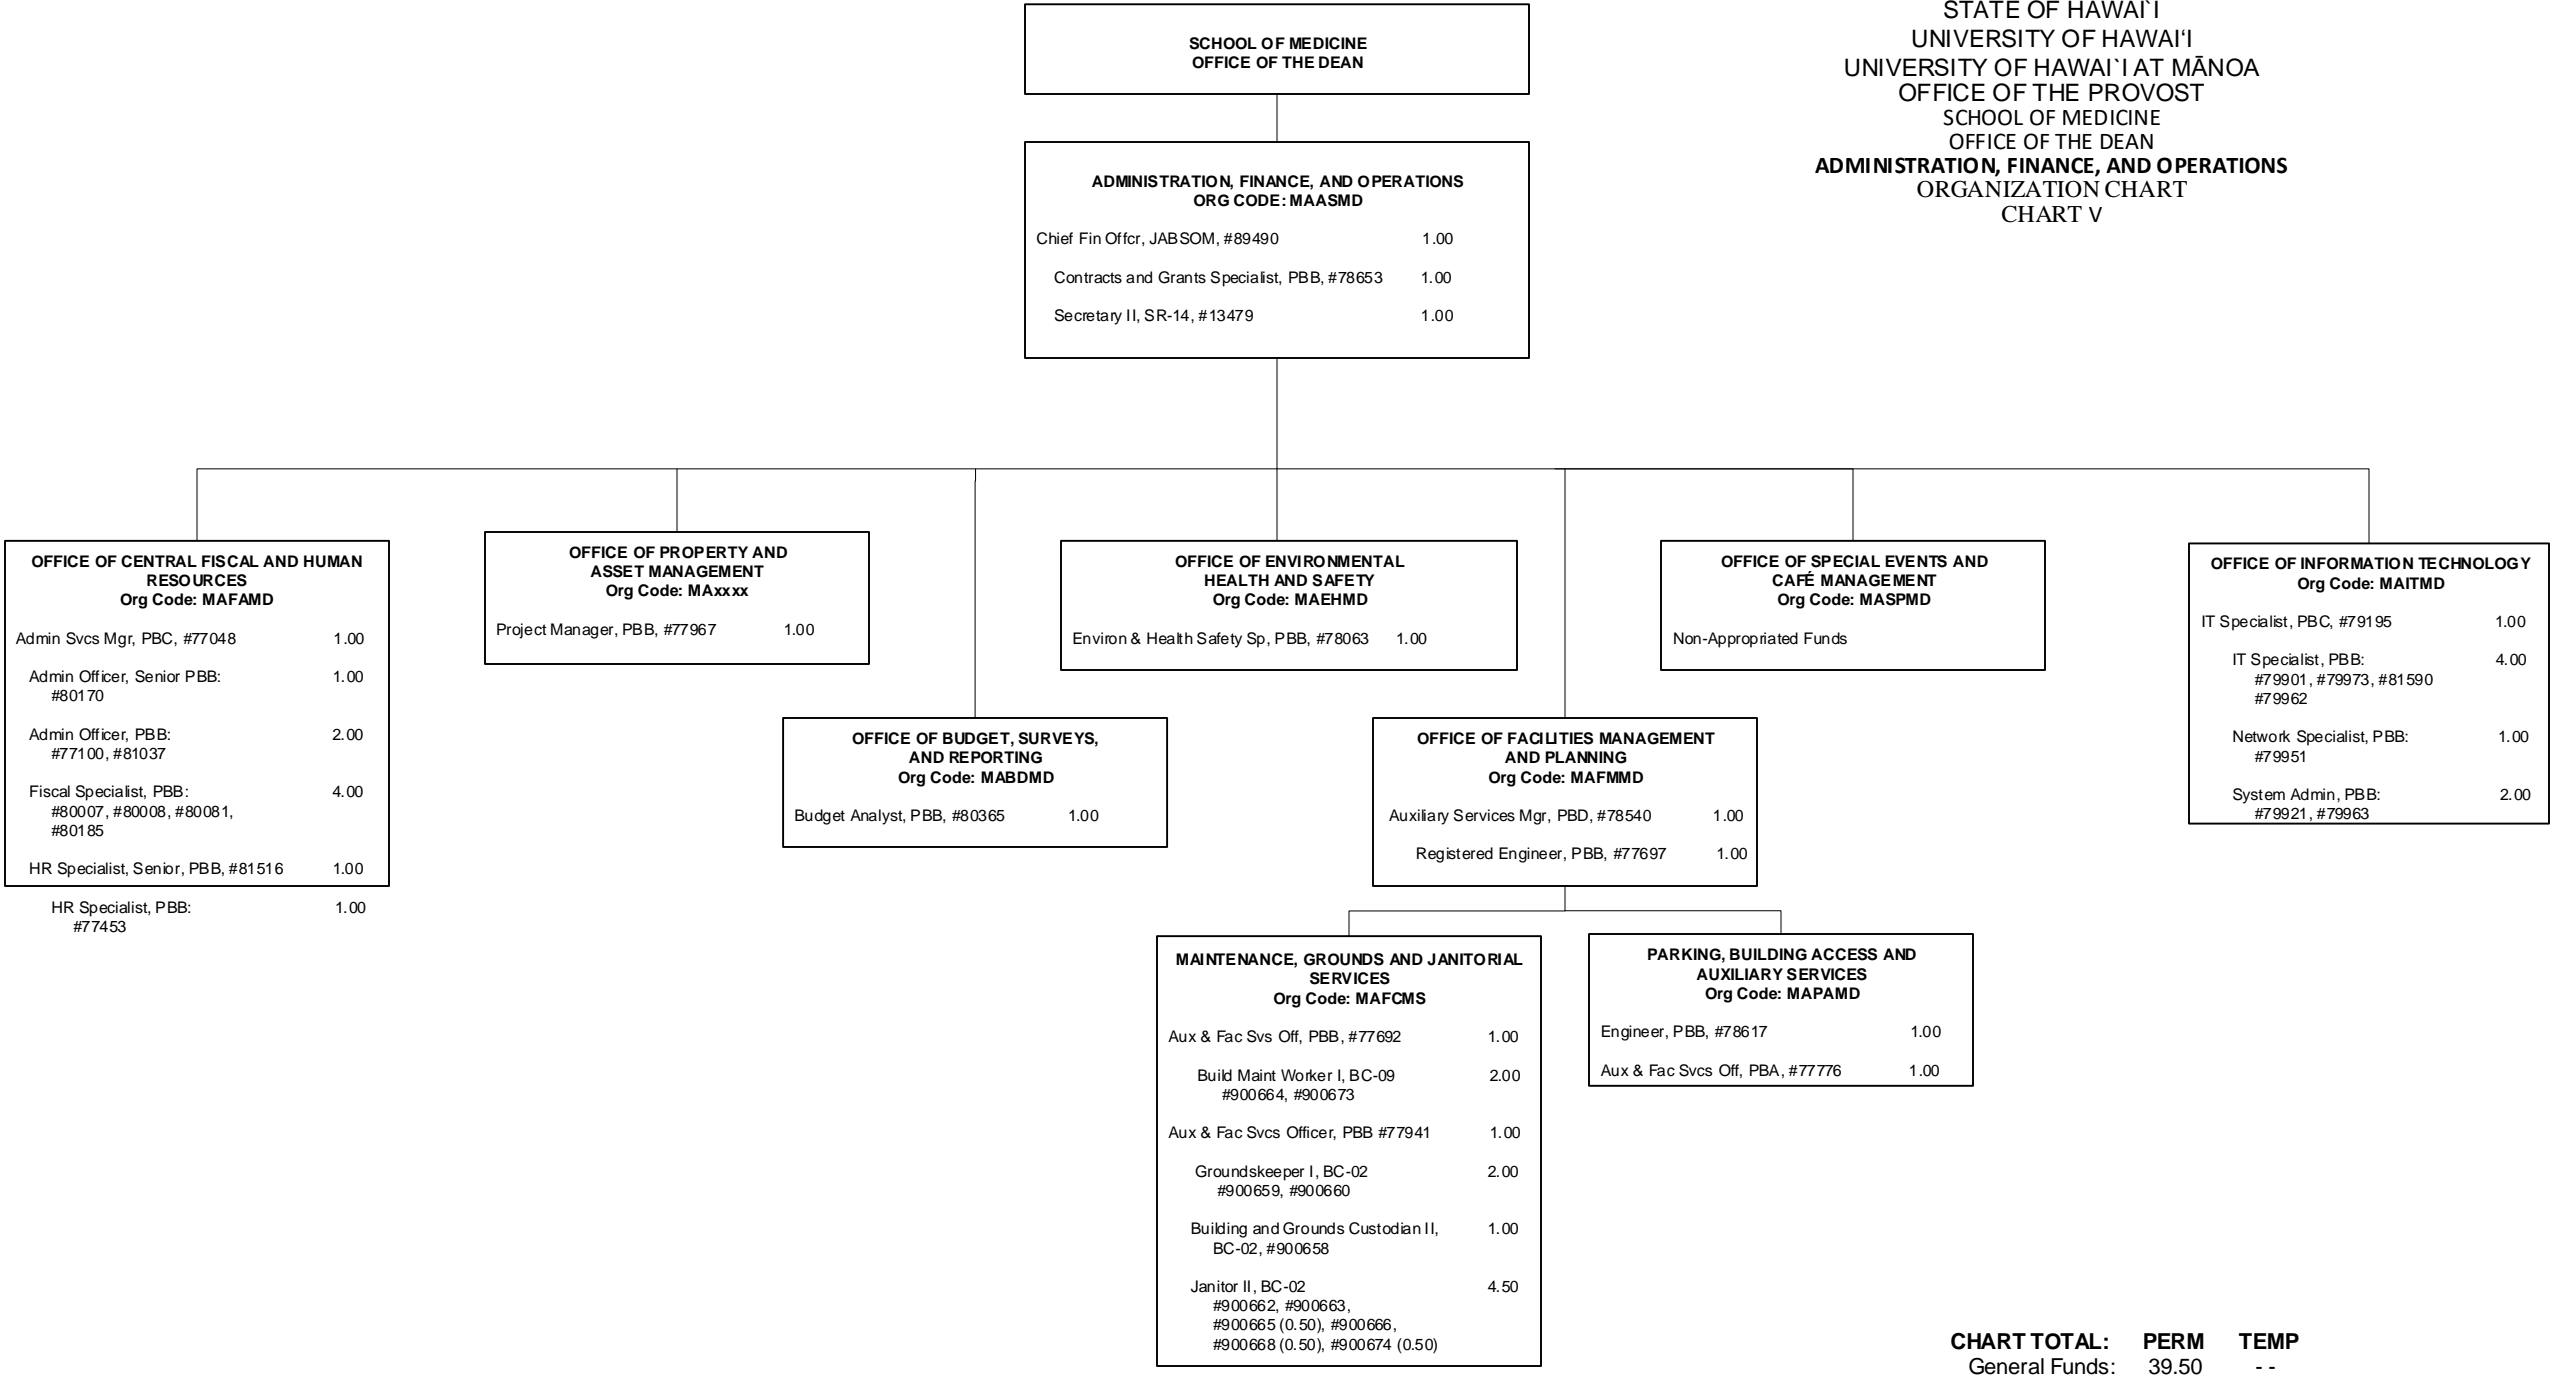 SCHOOL OF MEDICINE
OFFICE OF THE DEAN
STATE OF HAWAI`I
UNIVERSITY OF HAWAI‘I
UNIVERSITY OF HAWAI`I AT MĀNOA
OFFICE OF THE PROVOST
SCHOOL OF MEDICINE
OFFICE OF THE DEAN
ADMINISTRATION, FINANCE, AND OPERATIONS
ORGANIZATION CHART
CHART V
ADMINISTRATION, FINANCE, AND OPERATIONS
ORG CODE: MAASMD
Chief Fin Offcr, JABSOM, #89490 1.00
Contracts and Grants Specialist, PBB, #78653 1.00
Secretary II, SR-14, #13479 1.00
OFFICE OF CENTRAL FISCAL AND HUMAN
RESOURCES
Org Code: MAFAMD
Admin Svcs Mgr, PBC, #77048 1.00
Admin Officer, Senior PBB: 1.00
#80170
Admin Officer, PBB: 2.00
#77100, #81037
Fiscal Specialist, PBB: 4.00
#80007, #80008, #80081,
#80185
HR Specialist, Senior, PBB, #81516 1.00
HR Specialist, PBB: 1.00
#77453
OFFICE OF PROPERTY AND
ASSET MANAGEMENT
Org Code: MAxxxx
Project Manager, PBB, #77967 1.00
OFFICE OF BUDGET, SURVEYS,
AND REPORTING
Org Code: MABDMD
Budget Analyst, PBB, #80365 1.00
OFFICE OF ENVIRONMENTAL
HEALTH AND SAFETY
Org Code: MAEHMD
Environ & Health Safety Sp, PBB, #78063 1.00
OFFICE OF FACILITIES MANAGEMENT
AND PLANNING
Org Code: MAFMMD
Auxiliary Services Mgr, PBD, #78540 1.00
Registered Engineer, PBB, #77697 1.00
MAINTENANCE, GROUNDS AND JANITORIAL
SERVICES
Org Code: MAFCMS
Aux & Fac Svs Off, PBB, #77692 1.00
Build Maint Worker I, BC-09 2.00
#900664, #900673
Aux & Fac Svcs Officer, PBB #77941 1.00
Groundskeeper I, BC-02 2.00
#900659, #900660
Building and Grounds Custodian II, 1.00
BC-02, #900658
Janitor II, BC-02 4.50
#900662, #900663,
#900665 (0.50), #900666,
#900668 (0.50), #900674 (0.50)
PARKING, BUILDING ACCESS AND
AUXILIARY SERVICES
Org Code: MAPAMD
Engineer, PBB, #78617 1.00
Aux & Fac Svcs Off, PBA, #77776 1.00
OFFICE OF SPECIAL EVENTS AND
CAFÉ MANAGEMENT
Org Code: MASPMD
Non-Appropriated Funds
OFFICE OF INFORMATION TECHNOLOGY
Org Code: MAITMD
IT Specialist, PBC, #79195 1.00
IT Specialist, PBB: 4.00
#79901, #79973, #81590
#79962
Network Specialist, PBB: 1.00
#79951
System Admin, PBB: 2.00
#79921, #79963
CHART TOTAL: PERM TEMP
General Funds: 39.50 - -